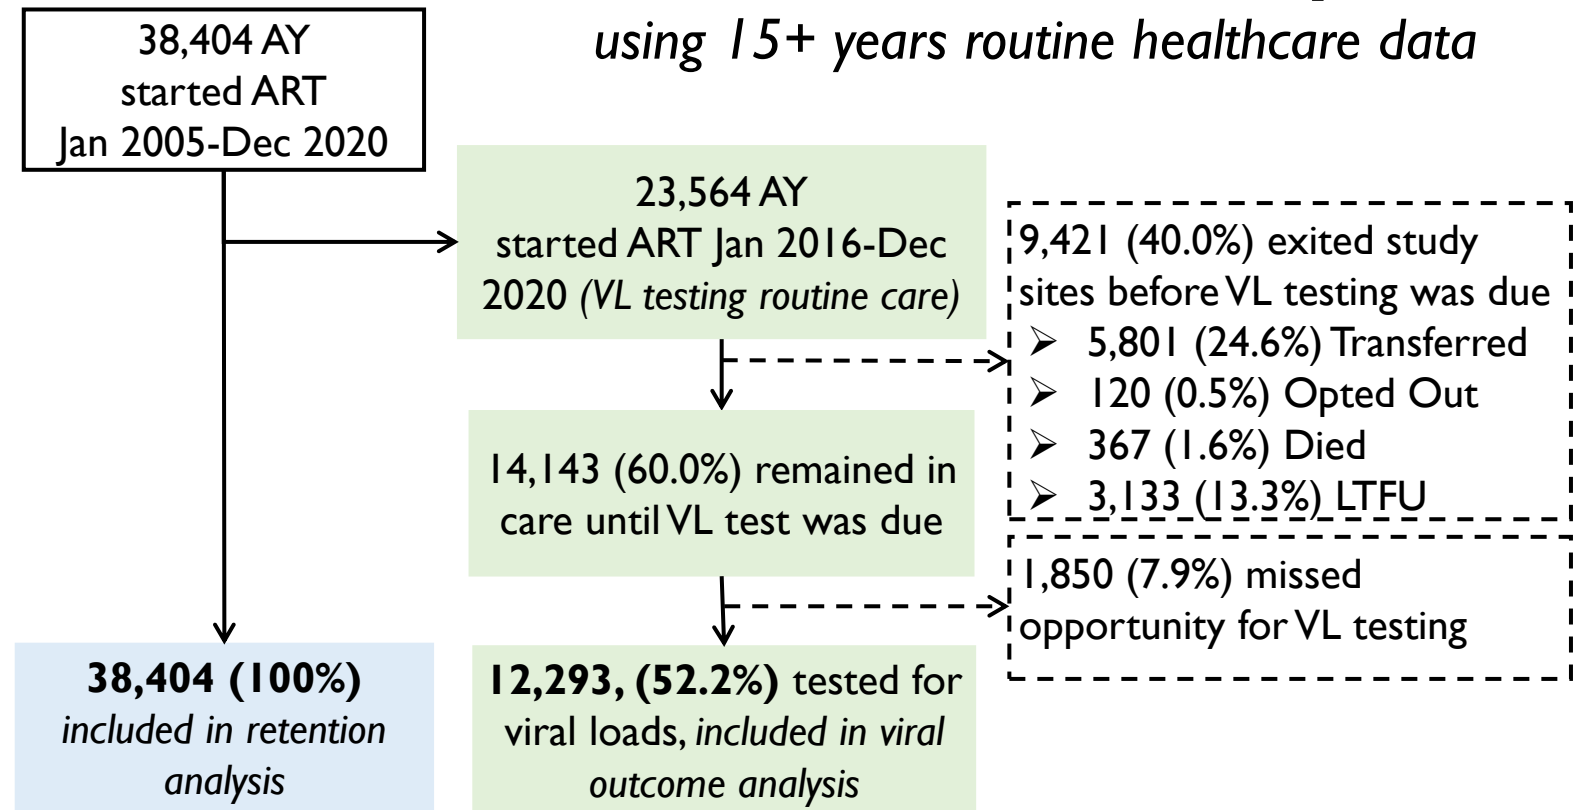 using 15+ years routine healthcare data
38,404 AY
started ART
Jan 2005-Dec 2020
23,564 AY
started ART Jan 2016-Dec
2020 (VL testing routine care)
9,421 (40.0%) exited study
sites before VL testing was due
➢ 5,801 (24.6%) Transferred
➢ 120 (0.5%) Opted Out
➢ 367 (1.6%) Died
➢ 3,133 (13.3%) LTFU
14,143 (60.0%) remained in
care until VL test was due
1,850 (7.9%) missed
opportunity for VL testing
38,404 (100%)
included in retention
analysis
12,293, (52.2%) tested for
viral loads, included in viral
outcome analysis